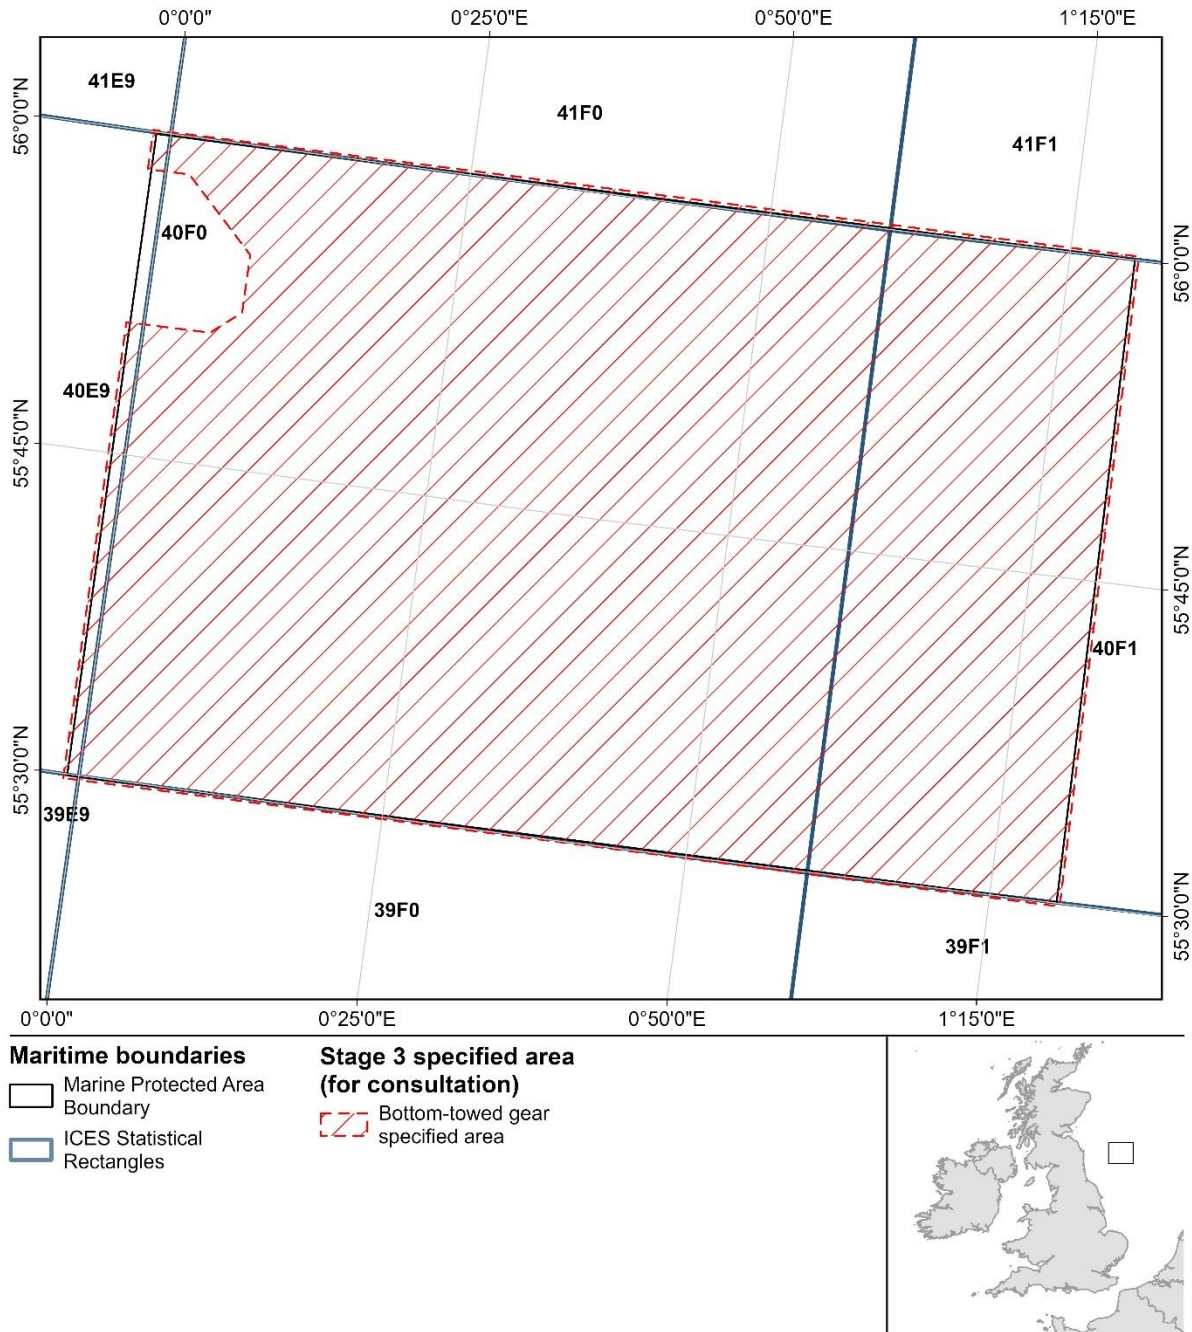 0°0'0"
0°25'0"E
0°50'0"E
1°15'0"E
41E9
41F0
41F1
56°0'0"N
56°0'0"N
40F0
40E9
55°45'0"N
55°45'0"N
40F1
55°30'0"N
39E9
39F0
39F1
55°30'0"N
0°0'0"
0°25'0"E
0°50'0"E
1°15'0"E
Maritime boundaries
Marine Protected Area
Boundary
ICES Statistical
Rectangles
Stage 3 specified area
(for consultation)
Bottom-towed gear
specified area